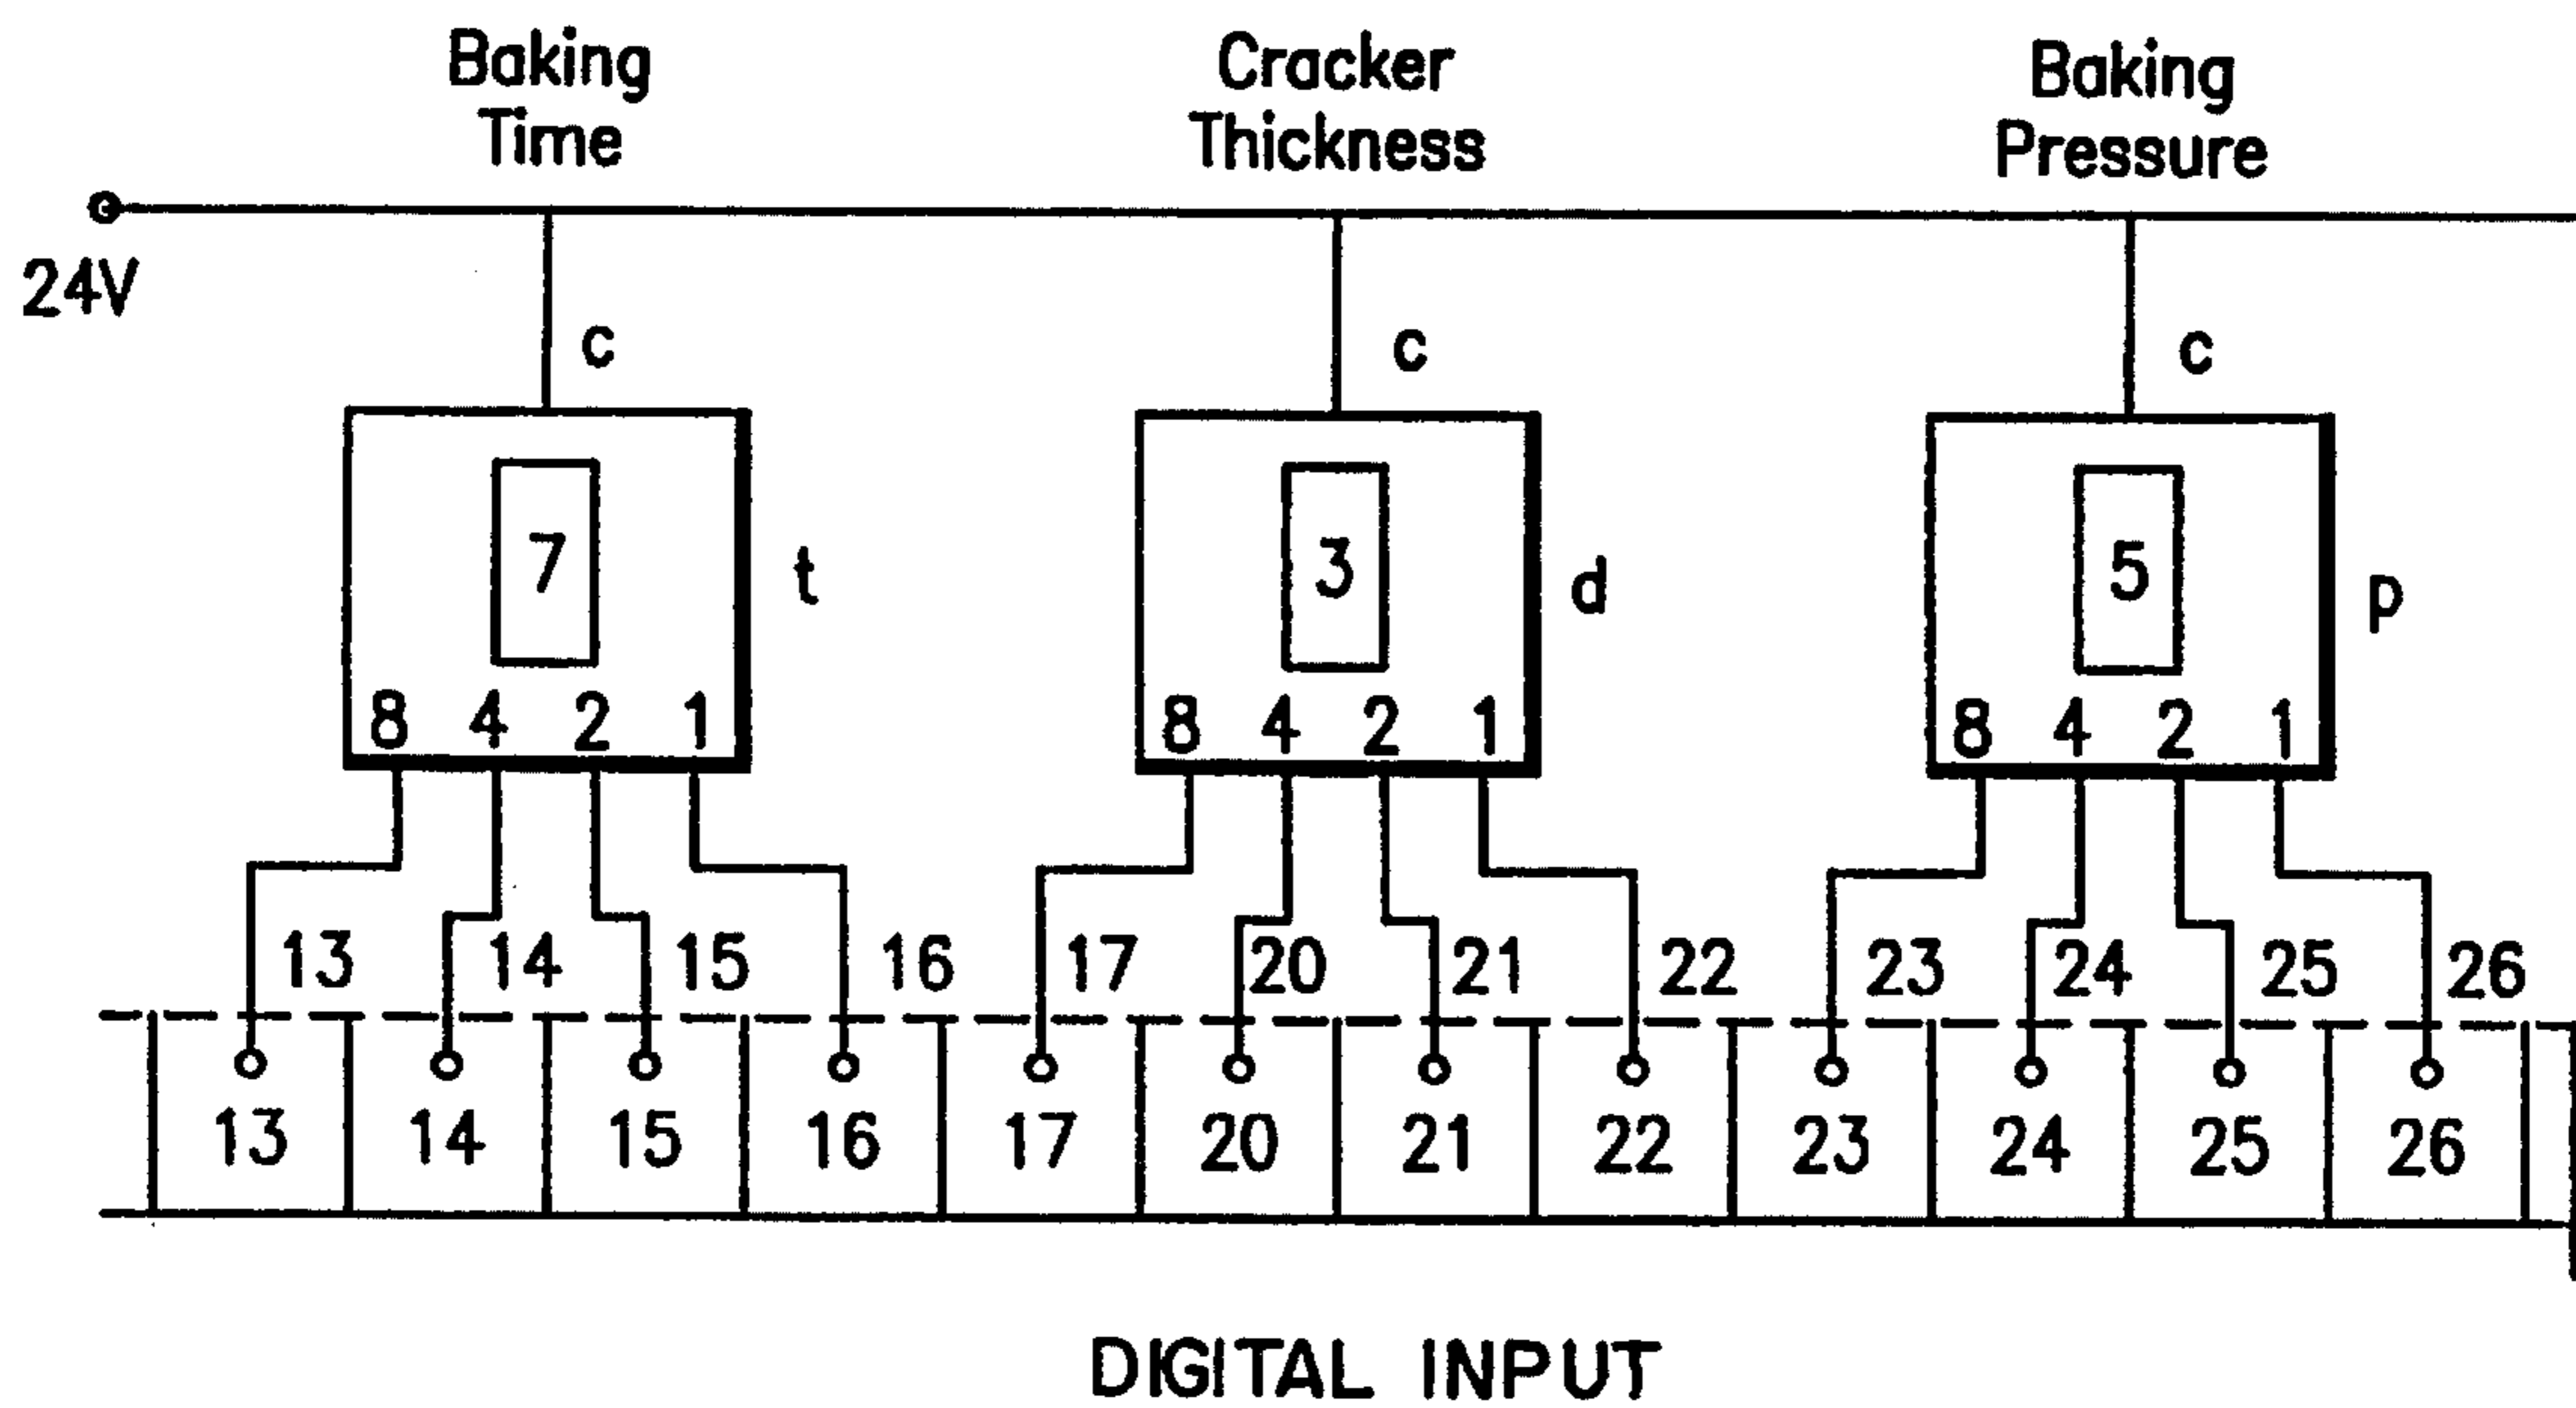 Baking
Time
Cracker
Thickness
Baking
Pressure
24V
c c c
7 t 3 d 5 p
8 4 2 1 8 4 2 1 8 4 2 1
13 14 15 16 17 20 21 22 23 24 25 26
13 14 15 16 17 20 21 22 23 24 25 26
DIGITAL INPUT